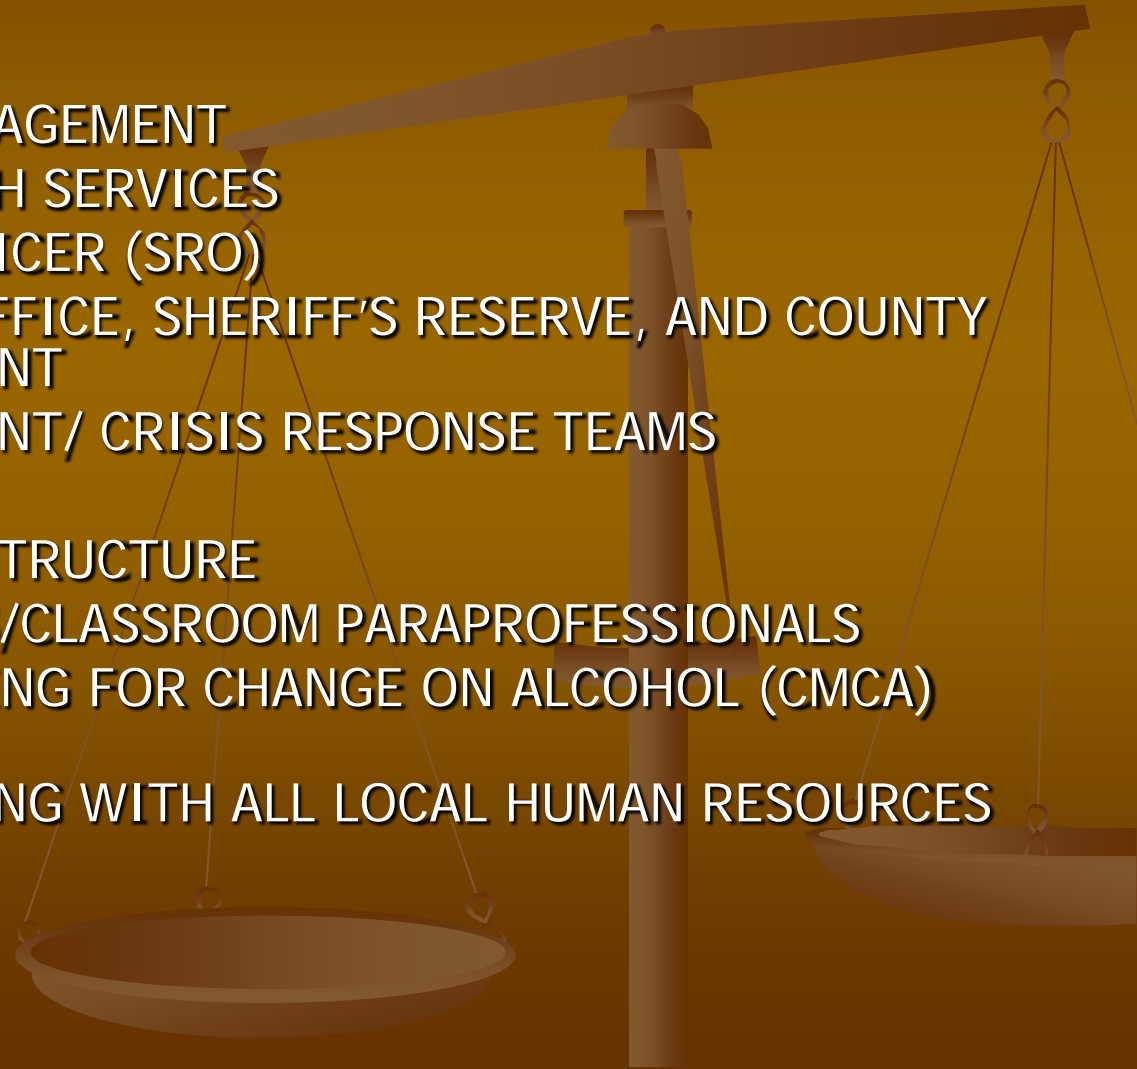 AGEMENT
H SERVICES
ICER (SRO)
FFICE, SHERIFF'S RESERVE, AND COUNTY
NT
NT/ CRISIS RESPONSE TEAMS
TRUCTURE
/CLASSROOM PARAPROFESSIONALS
NG FOR CHANGE ON ALCOHOL (CMCA)
NG WITH ALL LOCAL HUMAN RESOURCES